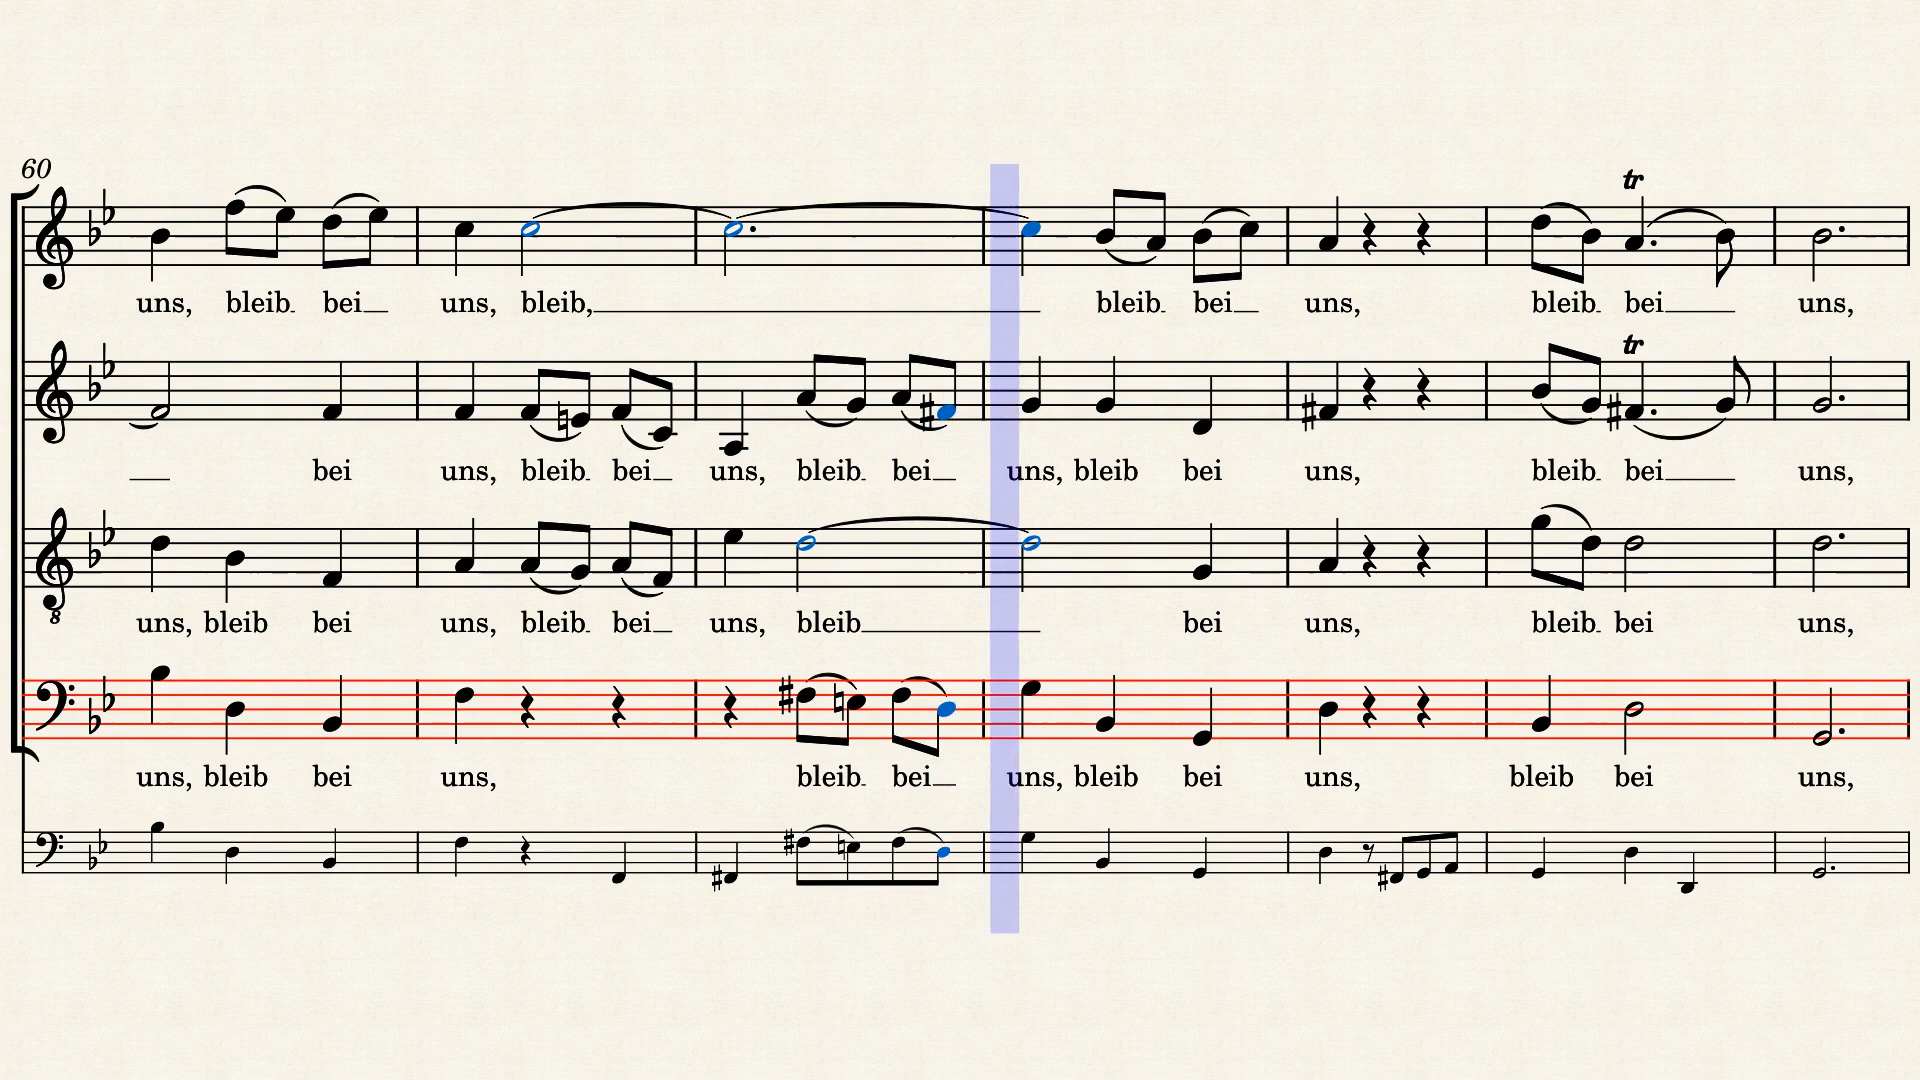 60
tr
uns, bleib bei uns, bleib, bleib bei uns, bleib bei uns,
tr
bei uns, bleib bei uns, bleib bei uns, bleib bei uns, bleib bei uns,
8
uns, bleib bei uns, bleib bei uns, bleib bei uns, bleib bei uns,
uns, bleib bei uns, bleib bei uns, bleib bei uns, bleib bei uns,